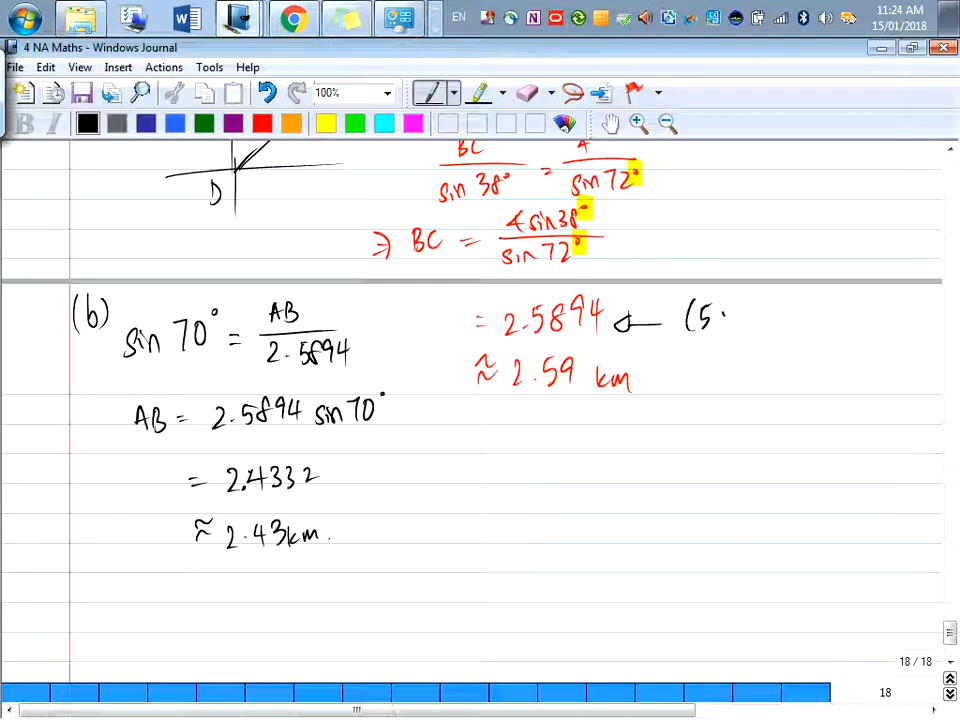 EN
11:24 AM
15/01/2018
4 NA Maths - Windows Journal
File Edit View Insert Actions Tools Help
100%
B I
D
BC / sin 38° = 4 / sin 72°
⇒ BC = 4 sin 38° / sin 72°
= 2.5894 ← (5.
≈ 2.59 km
(b) sin 70° = AB / 2.5894
AB = 2.5894 sin 70°
= 2.4332
≈ 2.43km.
18 / 18
18